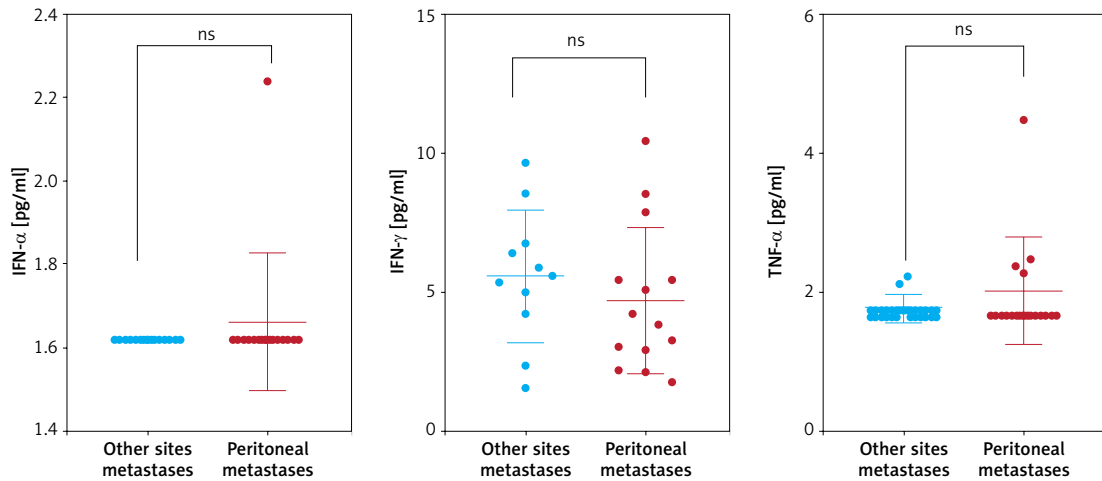 IFN-α [pg/ml]
2.4
2.2
2.0
1.8
1.6
1.4
ns
Other sites
metastases
Peritoneal
metastases
IFN-γ [pg/ml]
15
10
5
0
ns
Other sites
metastases
Peritoneal
metastases
TNF-α [pg/ml]
6
4
2
0
ns
Other sites
metastases
Peritoneal
metastases